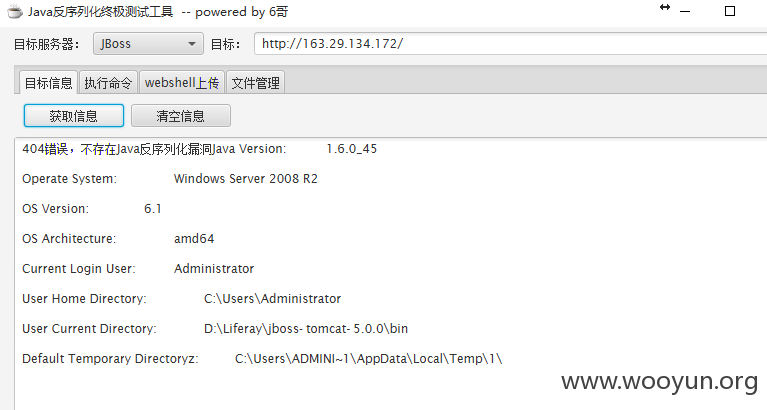 Java反序列化终极测试工具 -- powered by 6哥
目标服务器： JBoss 目标： http://163.29.134.172/
目标信息 执行命令 webshell上传 文件管理
获取信息 清空信息
404错误，不存在Java反序列化漏洞Java Version: 1.6.0_45
Operate System: Windows Server 2008 R2
OS Version: 6.1
OS Architecture: amd64
Current Login User: Administrator
User Home Directory: C:\Users\Administrator
User Current Directory: D:\Liferay\jboss- tomcat- 5.0.0\bin
Default Temporary Directoryz: C:\Users\ADMINI~1\AppData\Local\Temp\1\
www.wooyun.org